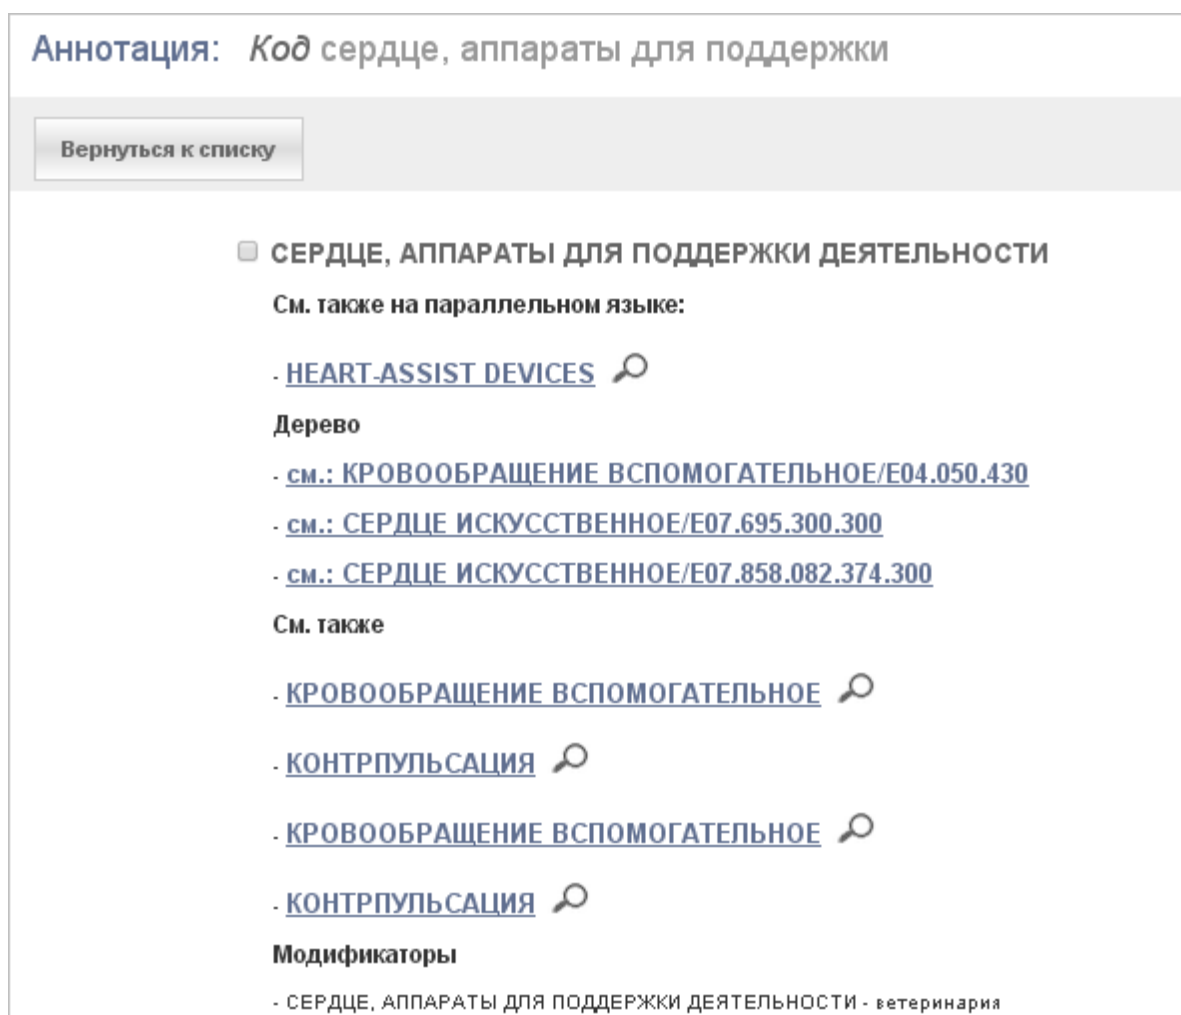 Аннотация: Код сердце, аппараты для поддержки
Вернуться к списку
СЕРДЦЕ, АППАРАТЫ ДЛЯ ПОДДЕРЖКИ ДЕЯТЕЛЬНОСТИ
См. также на параллельном языке:
- HEART-ASSIST DEVICES
Дерево
- см.: КРОВООБРАЩЕНИЕ ВСПОМОГАТЕЛЬНОЕ/E04.050.430
- см.: СЕРДЦЕ ИСКУССТВЕННОЕ/E07.695.300.300
- см.: СЕРДЦЕ ИСКУССТВЕННОЕ/E07.858.082.374.300
См. также
- КРОВООБРАЩЕНИЕ ВСПОМОГАТЕЛЬНОЕ
- КОНТРПУЛЬСАЦИЯ
- КРОВООБРАЩЕНИЕ ВСПОМОГАТЕЛЬНОЕ
- КОНТРПУЛЬСАЦИЯ
Модификаторы
- СЕРДЦЕ, АППАРАТЫ ДЛЯ ПОДДЕРЖКИ ДЕЯТЕЛЬНОСТИ - ветеринария